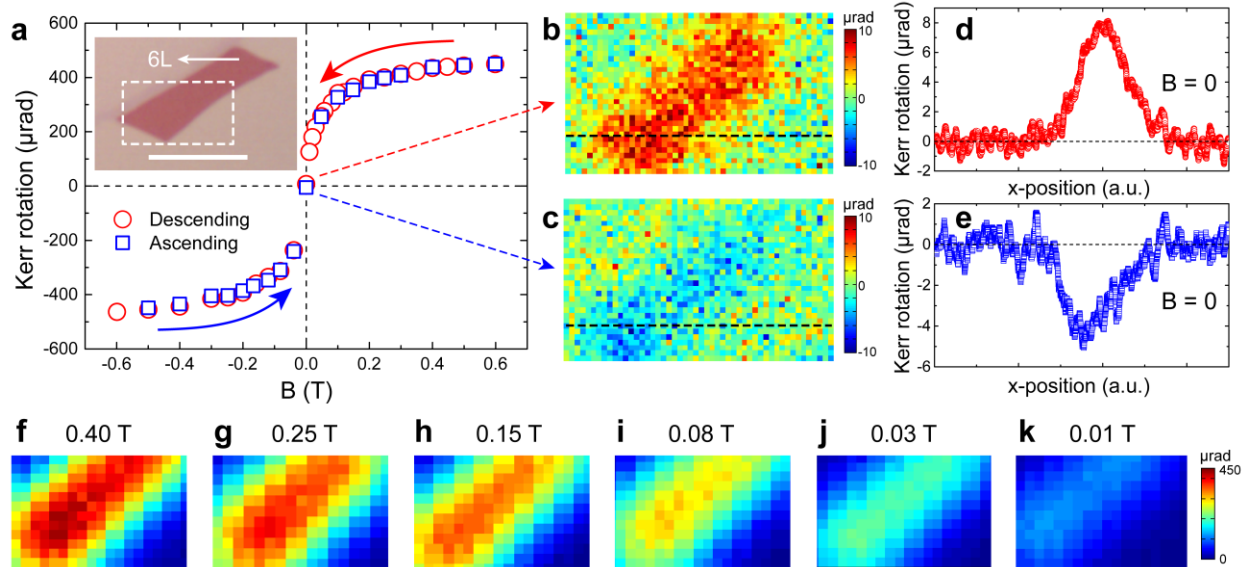 a
600
400
200
0
-200
-400
-600
Kerr rotation (μrad)
6L
Descending
Ascending
-0.6 -0.4 -0.2 0.0 0.2 0.4 0.6
B (T)
b
μrad
10
0
-10
c
μrad
10
0
-10
d
8
6
4
2
0
-2
Kerr rotation (μrad)
B = 0
x-position (a.u.)
e
2
0
-2
-4
-6
Kerr rotation (μrad)
B = 0
x-position (a.u.)
f 0.40 T
g 0.25 T
h 0.15 T
i 0.08 T
j 0.03 T
k 0.01 T
μrad
450
0